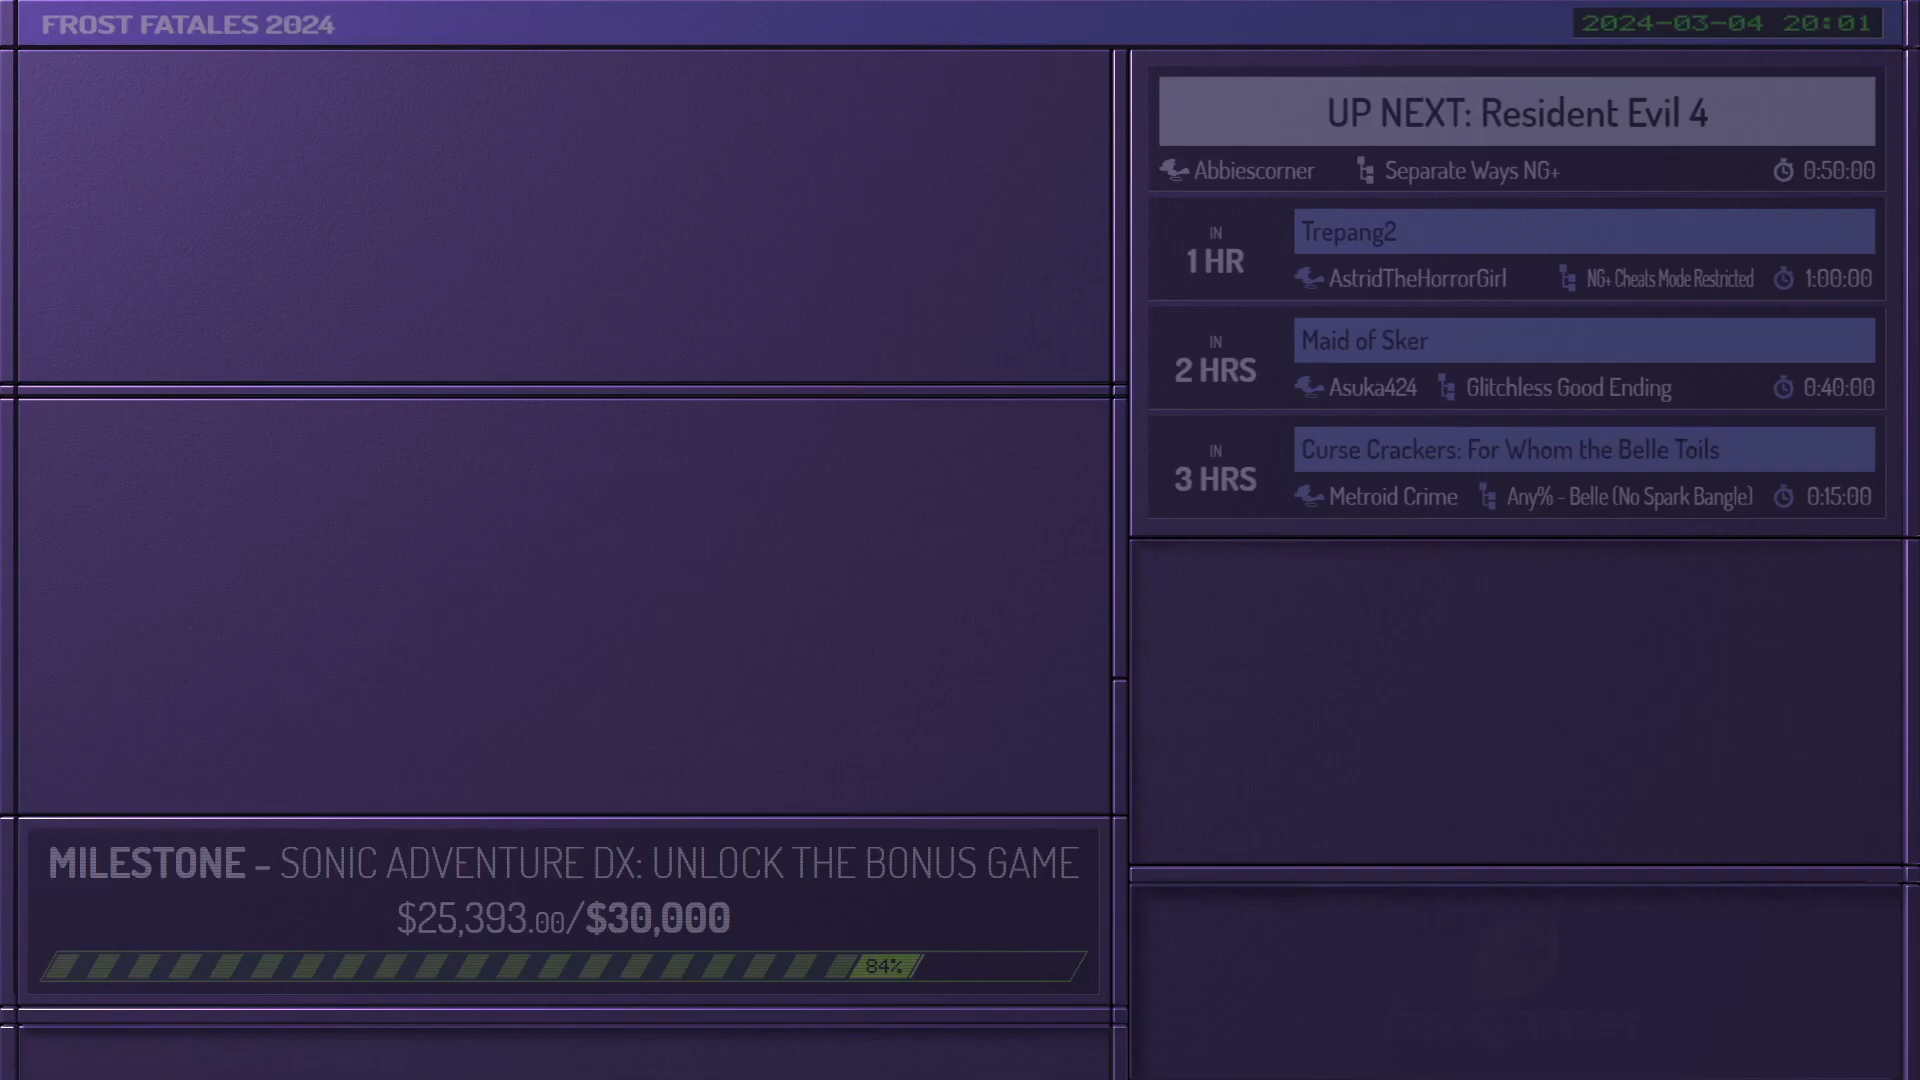 FROST FATALES 2024
2024-03-04 20:01
UP NEXT: Resident Evil 4
Abbiescorner Separate Ways NG+ 0:50:00
IN
1 HR
Trepang2
AstridTheHorrorGirl NG+ Cheats Mode Restricted 1:00:00
IN
2 HRS
Maid of Sker
Asuka424 Glitchless Good Ending 0:40:00
IN
3 HRS
Curse Crackers: For Whom the Belle Toils
Metroid Crime Any% - Belle (No Spark Bangle) 0:15:00
MILESTONE – SONIC ADVENTURE DX: UNLOCK THE BONUS GAME
$25,393.00/$30,000
84%